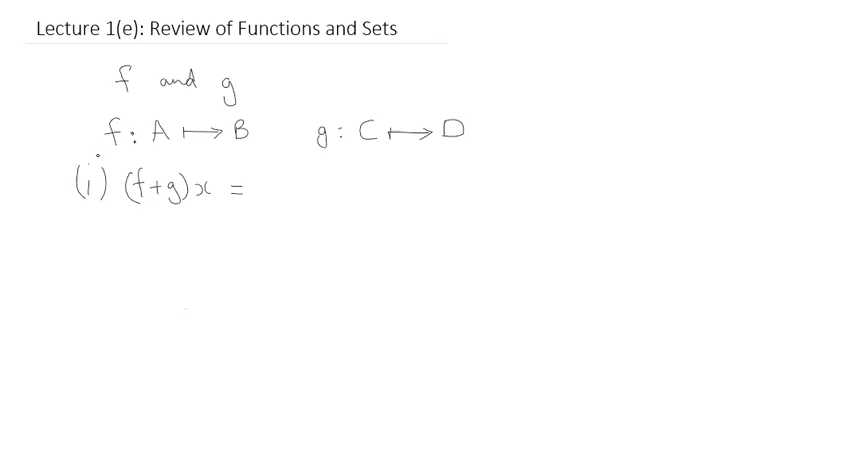 Lecture 1(e): Review of Functions and Sets
f and g
f: A ↦ B g: C ↦ D
(i) (f+g)x =